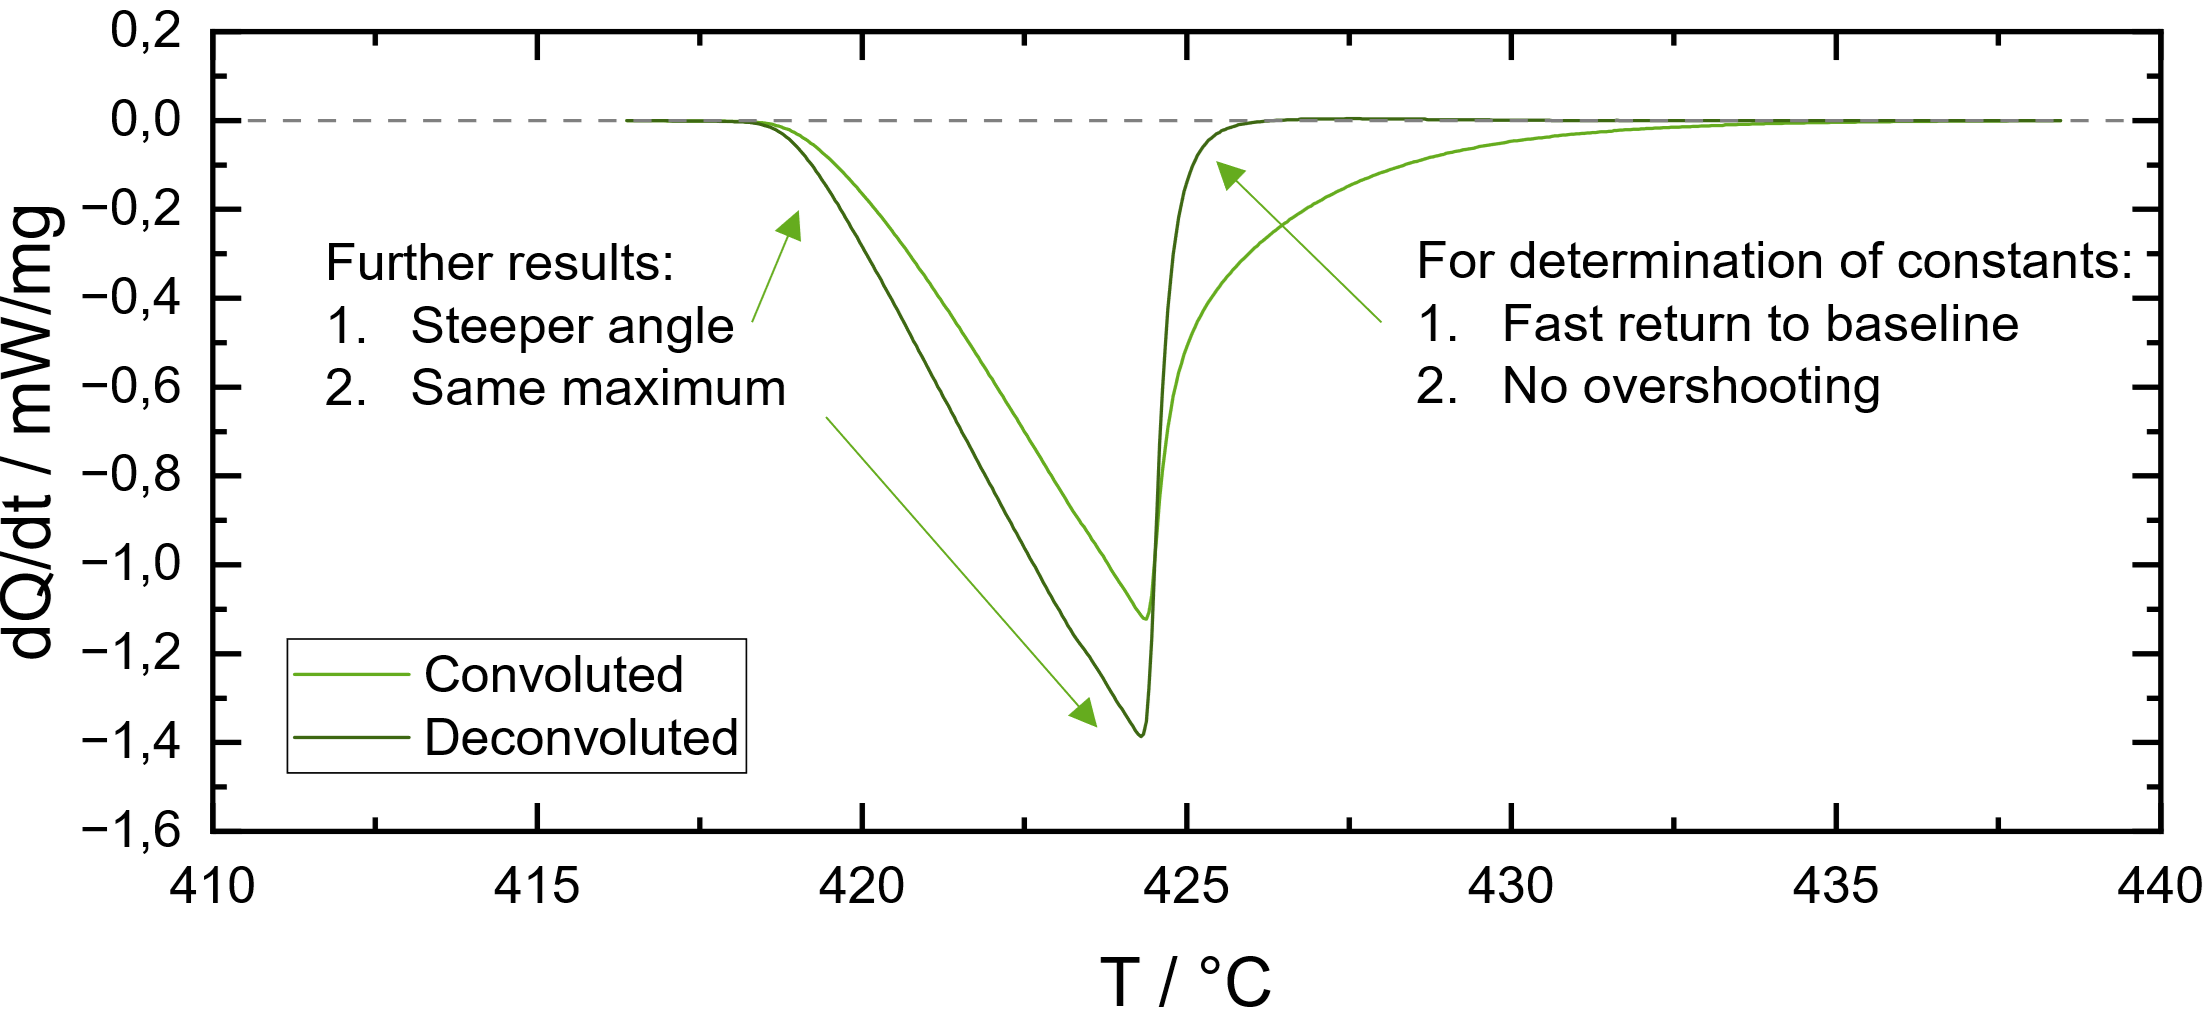 0,2
0,0
−0,2
−0,4
−0,6
−0,8
−1,0
−1,2
−1,4
−1,6
dQ/dt / mW/mg
Further results:
1. Steeper angle
2. Same maximum
For determination of constants:
1. Fast return to baseline
2. No overshooting
Convoluted
Deconvoluted
410 415 420 425 430 435 440
T / °C